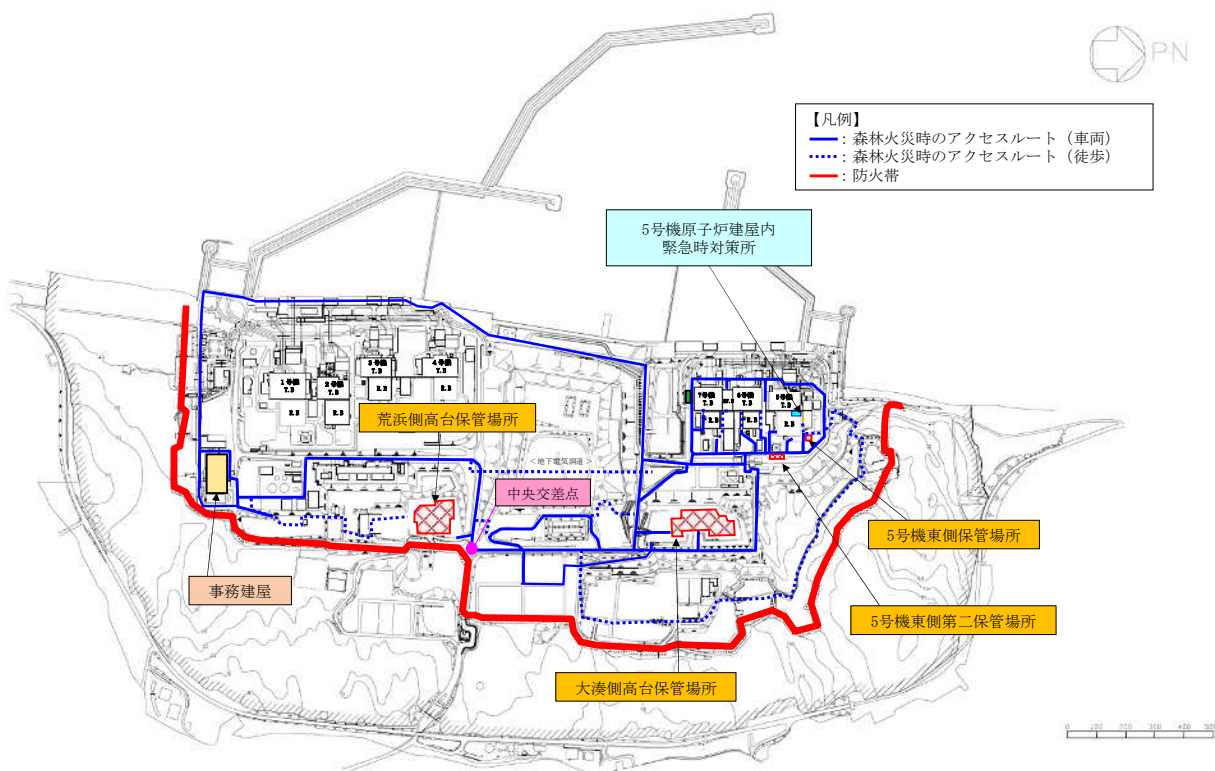 PN
【凡例】
：森林火災時のアクセスルート（車両）
：森林火災時のアクセスルート（徒歩）
：防火帯
5号機原子炉建屋内
緊急時対策所
1号機
T.B
R.B
2号機
T.B
R.B
3号機
T.B
R.B
4号機
T.B
R.B
7号機
T.B
R.B
6号機
T.B
R.B
5号機
T.B
R.B
荒浜側高台保管場所
＜地下電気洞道＞
中央交差点
5号機東側保管場所
事務建屋
5号機東側第二保管場所
大湊側高台保管場所
0 100 200 300 400 500